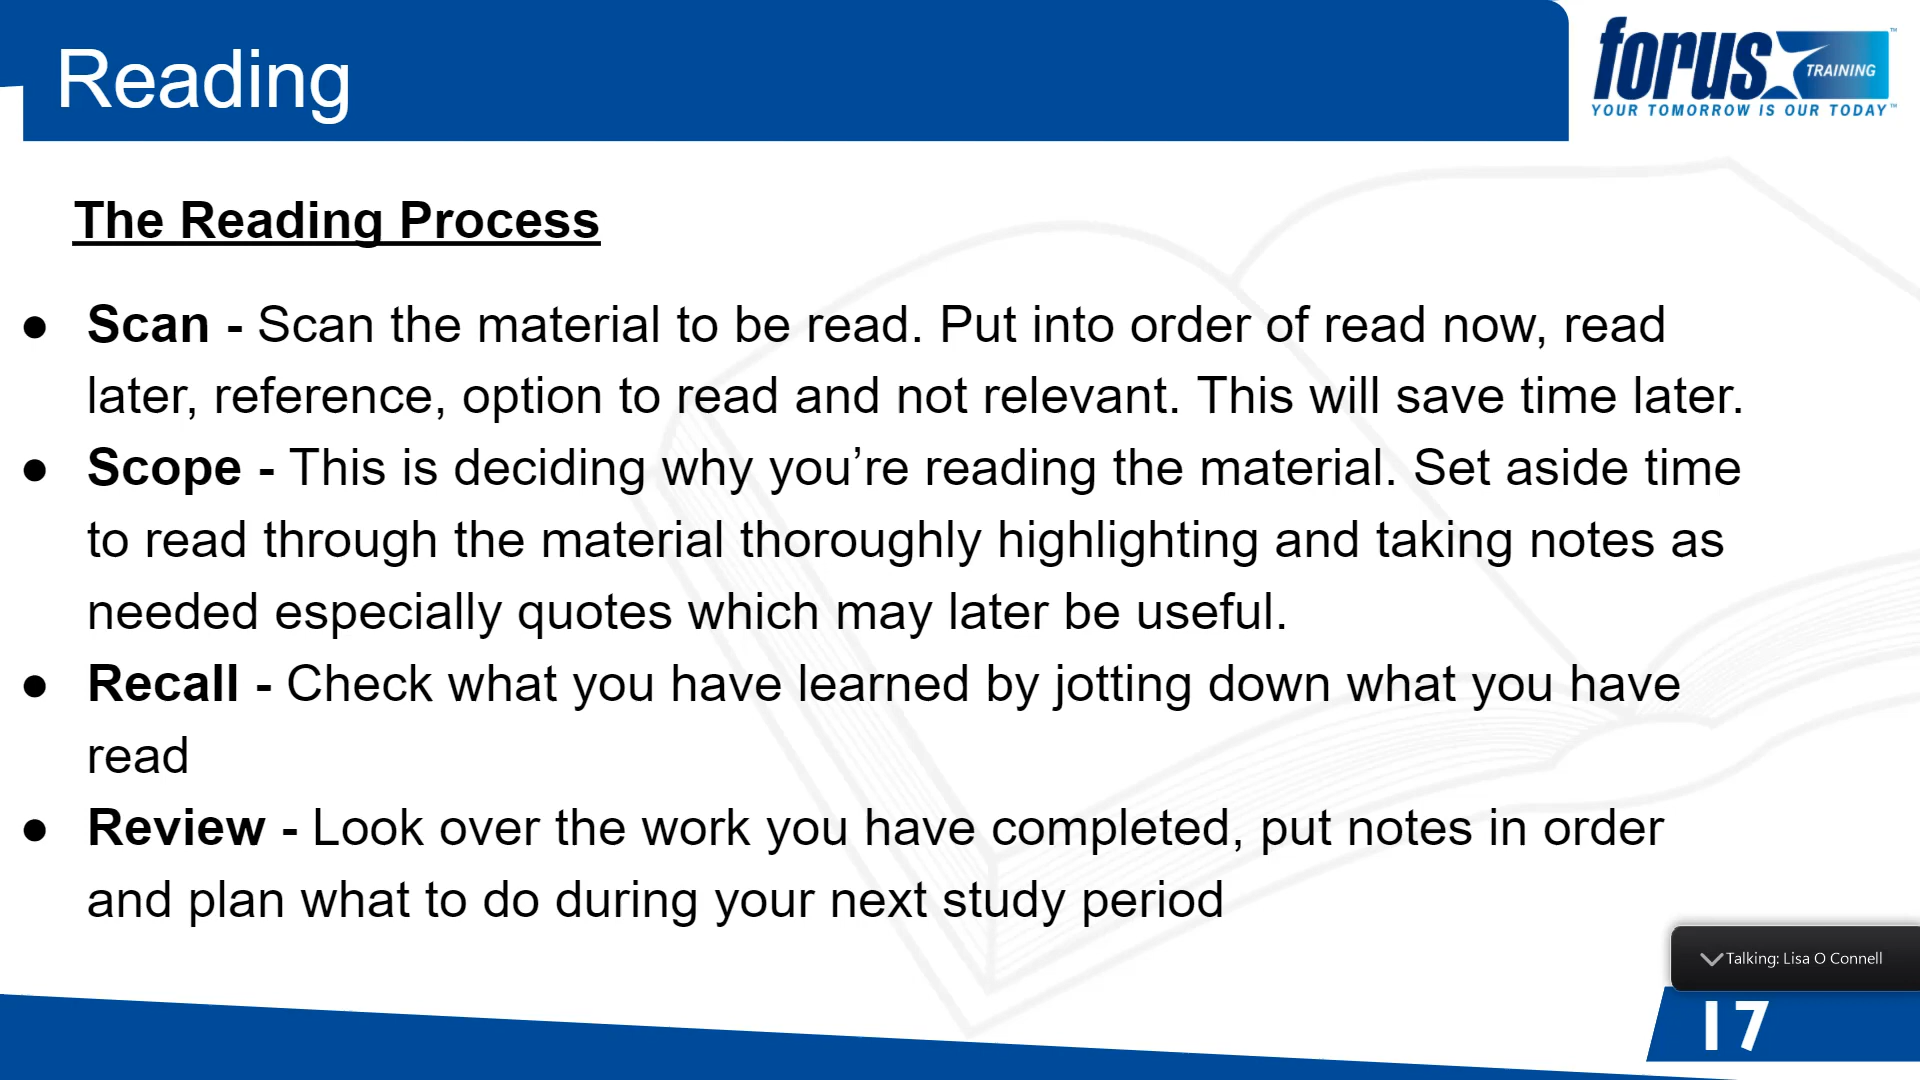 Reading
forus
TRAINING™
YOUR TOMORROW IS OUR TODAY™
The Reading Process
● Scan - Scan the material to be read. Put into order of read now, read
later, reference, option to read and not relevant. This will save time later.
● Scope - This is deciding why you’re reading the material. Set aside time
to read through the material thoroughly highlighting and taking notes as
needed especially quotes which may later be useful.
● Recall - Check what you have learned by jotting down what you have
read
● Review - Look over the work you have completed, put notes in order
and plan what to do during your next study period
Talking: Lisa O Connell
17